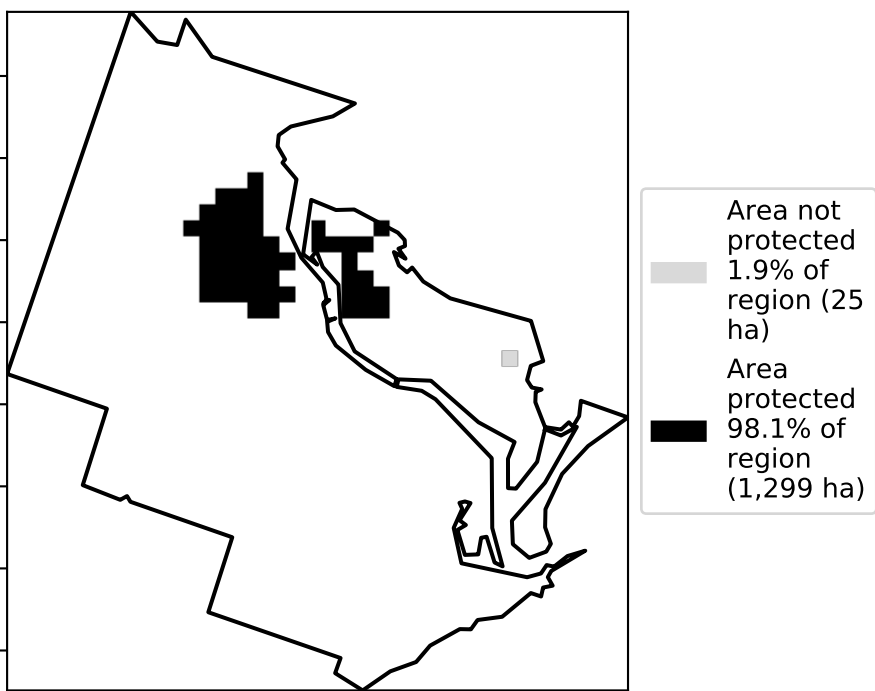 Area not
protected
1.9% of
region (25
ha)
Area
protected
98.1% of
region
(1,299 ha)